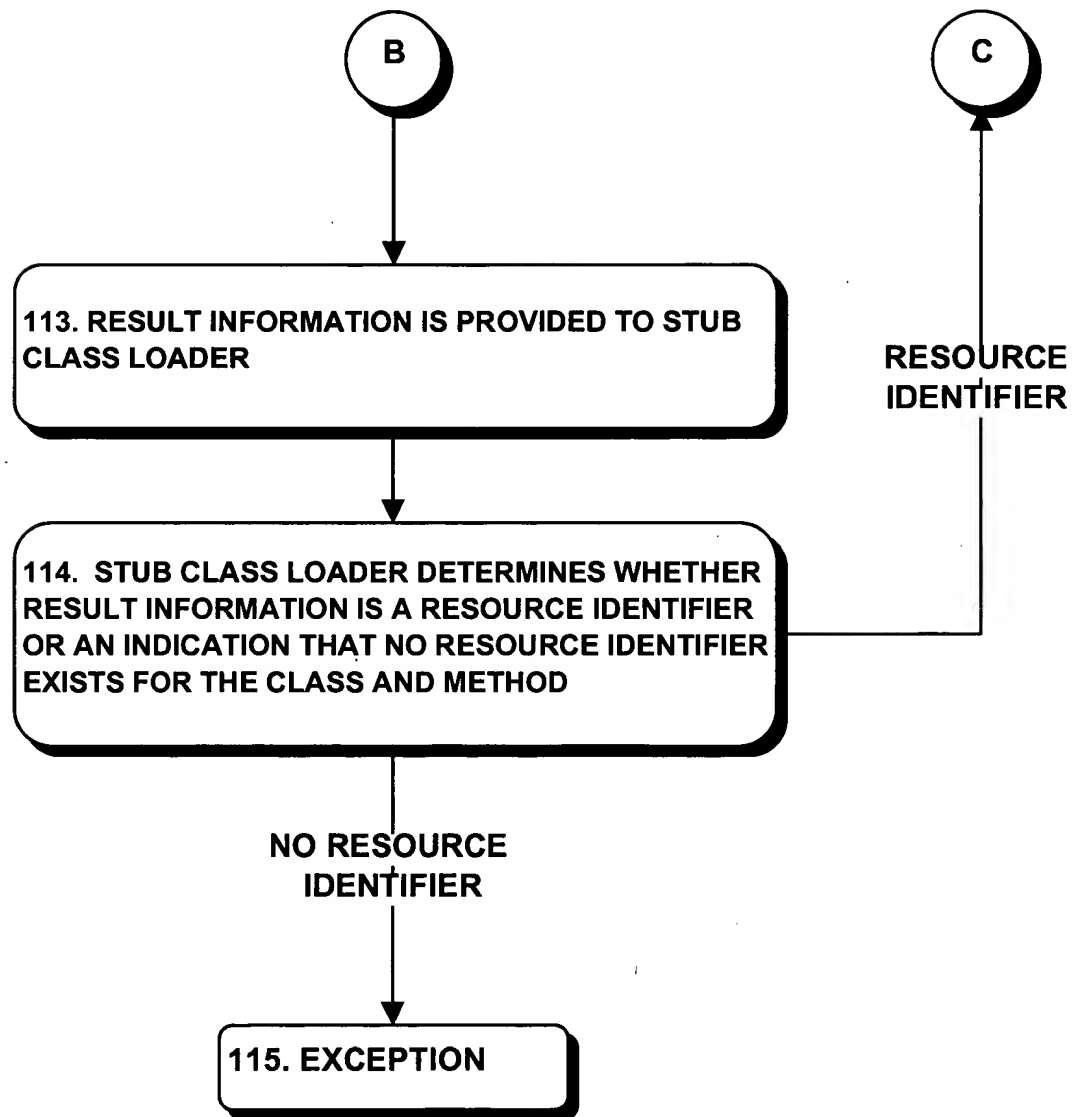 B
C
113. RESULT INFORMATION IS PROVIDED TO STUB
CLASS LOADER
RESOURCE
IDENTIFIER
114. STUB CLASS LOADER DETERMINES WHETHER
RESULT INFORMATION IS A RESOURCE IDENTIFIER
OR AN INDICATION THAT NO RESOURCE IDENTIFIER
EXISTS FOR THE CLASS AND METHOD
NO RESOURCE
IDENTIFIER
115. EXCEPTION